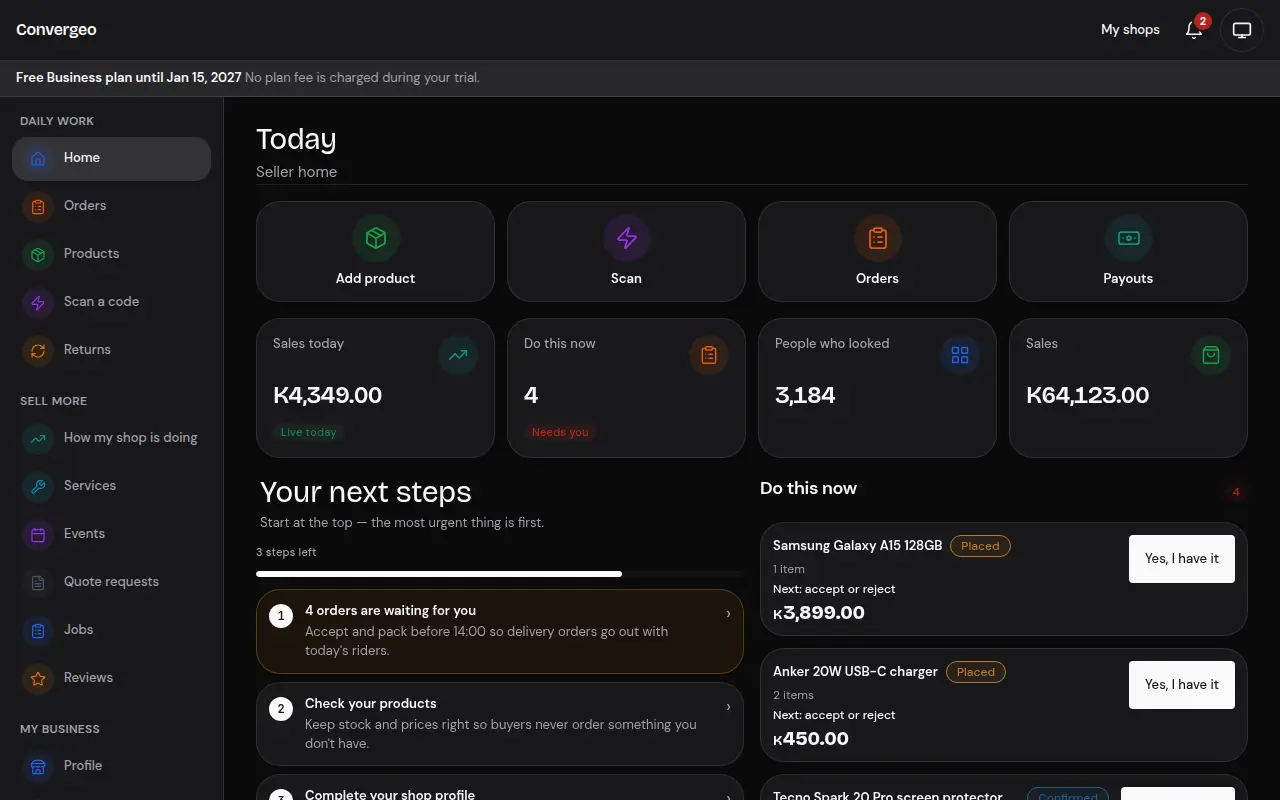 Convergeo
My shops
2
Free Business plan until Jan 15, 2027 No plan fee is charged during your trial.
DAILY WORK
Home
Orders
Products
Scan a code
Returns
SELL MORE
How my shop is doing
Services
Events
Quote requests
Jobs
Reviews
MY BUSINESS
Profile
Today
Seller home
Add product
Scan
Orders
Payouts
Sales today
K4,349.00
Live today
Do this now
4
Needs you
People who looked
3,184
Sales
K64,123.00
Your next steps
Start at the top — the most urgent thing is first.
3 steps left
1
4 orders are waiting for you
Accept and pack before 14:00 so delivery orders go out with
today's riders.
2
Check your products
Keep stock and prices right so buyers never order something you
don't have.
3
Complete your shop profile
Do this now
4
Samsung Galaxy A15 128GB Placed
1 item
Next: accept or reject
K3,899.00
Yes, I have it
Anker 20W USB-C charger Placed
2 items
Next: accept or reject
K450.00
Yes, I have it
Tecno Spark 20 Pro screen protector Confirmed